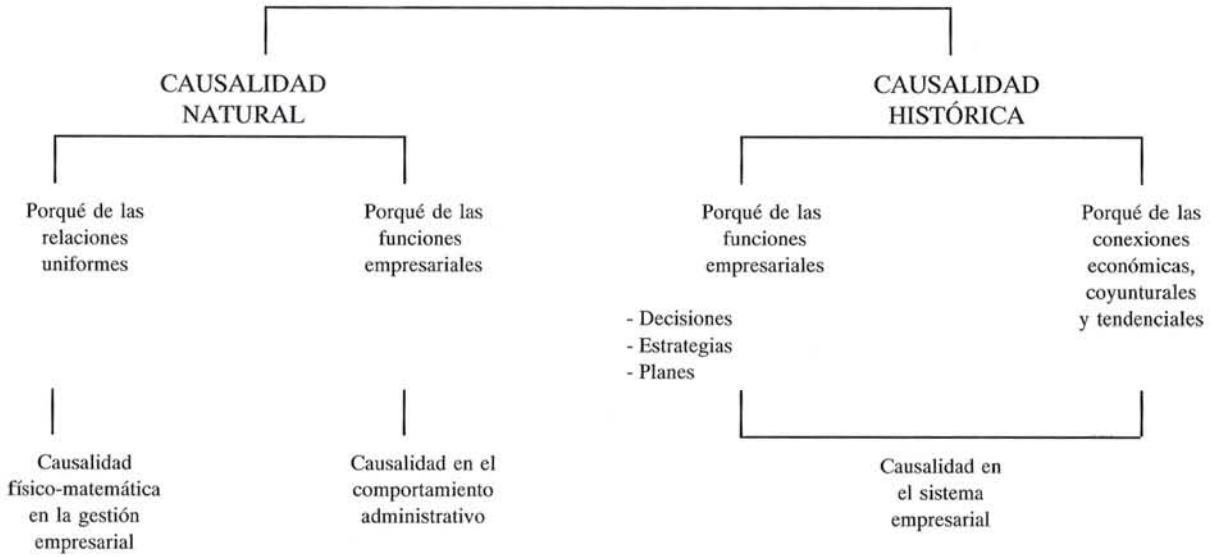 CAUSALIDAD
NATURAL
CAUSALIDAD
HISTÓRICA
Porqué de las
relaciones
uniformes
Porqué de las
funciones
empresariales
Porqué de las
funciones
empresariales
- Decisiones
- Estrategias
- Planes
Porqué de las
conexiones
económicas,
coyunturales
y tendenciales
Causalidad
físico-matemática
en la gestión
empresarial
Causalidad en el
comportamiento
administrativo
Causalidad en
el sistema
empresarial